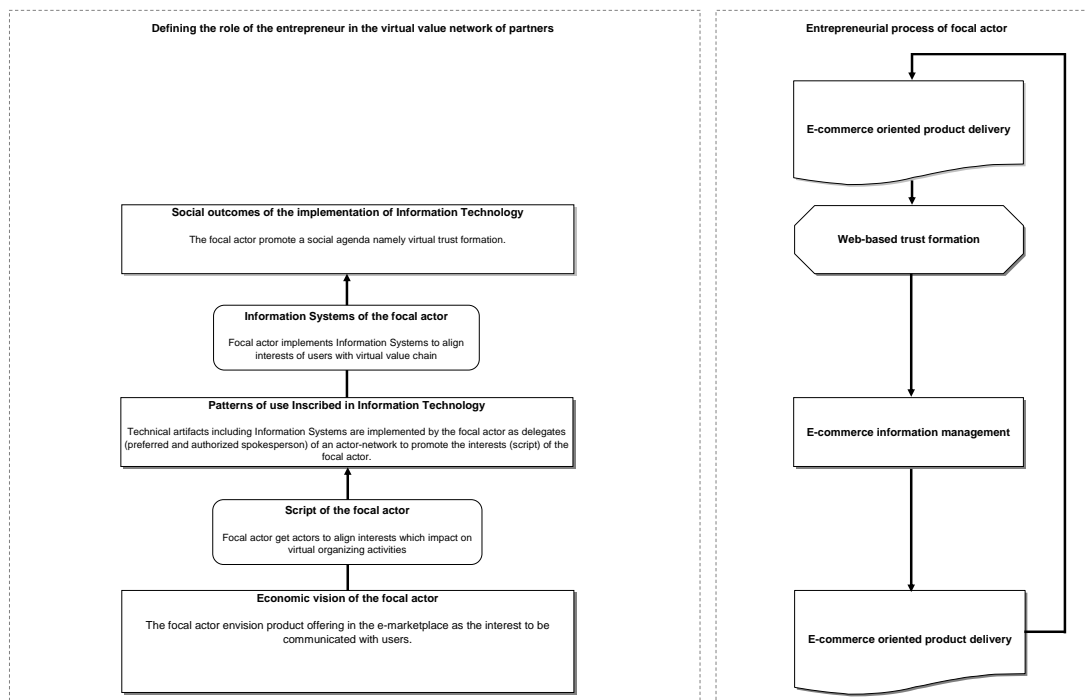 Defining the role of the entrepreneur in the virtual value network of partners
Social outcomes of the implementation of Information Technology
The focal actor promote a social agenda namely virtual trust formation.
Information Systems of the focal actor
Focal actor implements Information Systems to align
interests of users with virtual value chain
Patterns of use Inscribed in Information Technology
Technical artifacts including Information Systems are implemented by the focal actor as delegates
(preferred and authorized spokesperson) of an actor-network to promote the interests (script) of the
focal actor.
Script of the focal actor
Focal actor get actors to align interests which impact on
virtual organizing activities
Economic vision of the focal actor
The focal actor envision product offering in the e-marketplace as the interest to be
communicated with users.
Entrepreneurial process of focal actor
E-commerce oriented product delivery
Web-based trust formation
E-commerce information management
E-commerce oriented product delivery